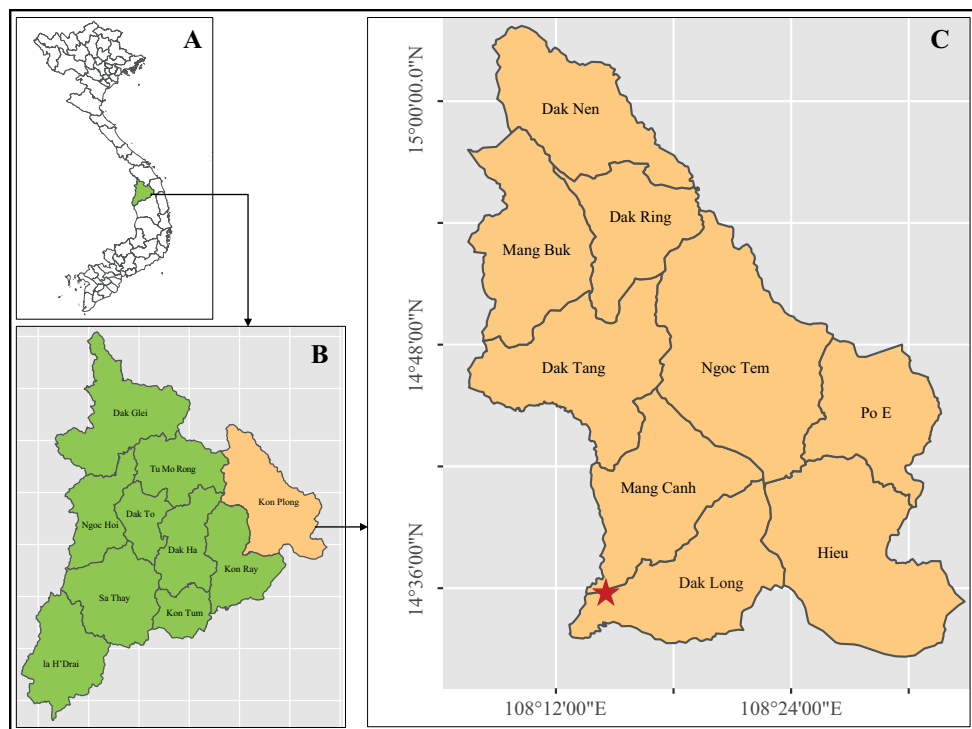 A
B
Dak Glei
Tu Mo Rong
Kon Plong
Ngoc Hoi
Dak To
Dak Ha
Kon Ray
Sa Thay
Kon Tum
Ia H'Drai
C
15°00'00.0"N
14°48'00"N
14°36'00"N
Dak Nen
Dak Ring
Mang Buk
Dak Tang
Ngoc Tem
Po E
Mang Canh
Hieu
Dak Long
108°12'00"E
108°24'00"E